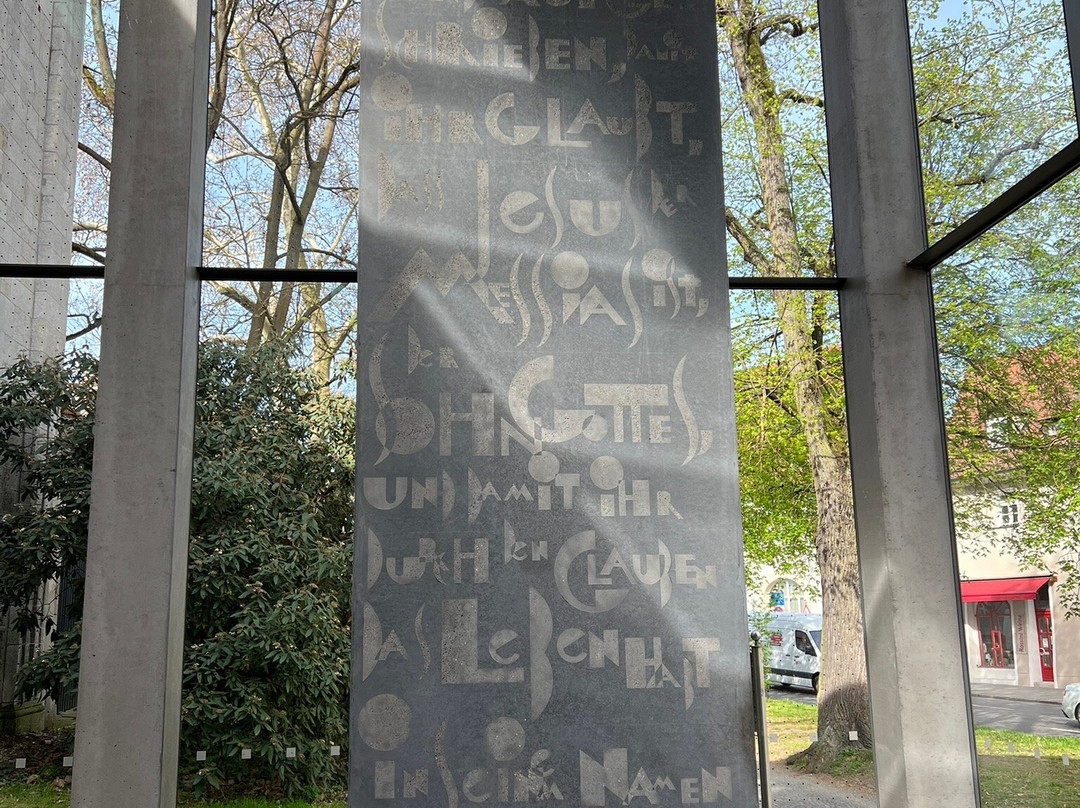 SCHRIEBEN, DAMIT
IHR GLAUBT,
DASS JESUS DER
MESSIAS IST,
DER
SOHN GOTTES,
UND DAMIT IHR
DURCH DEN GLAUBEN
DAS LEBEN HABT
IN SEINEM NAMEN